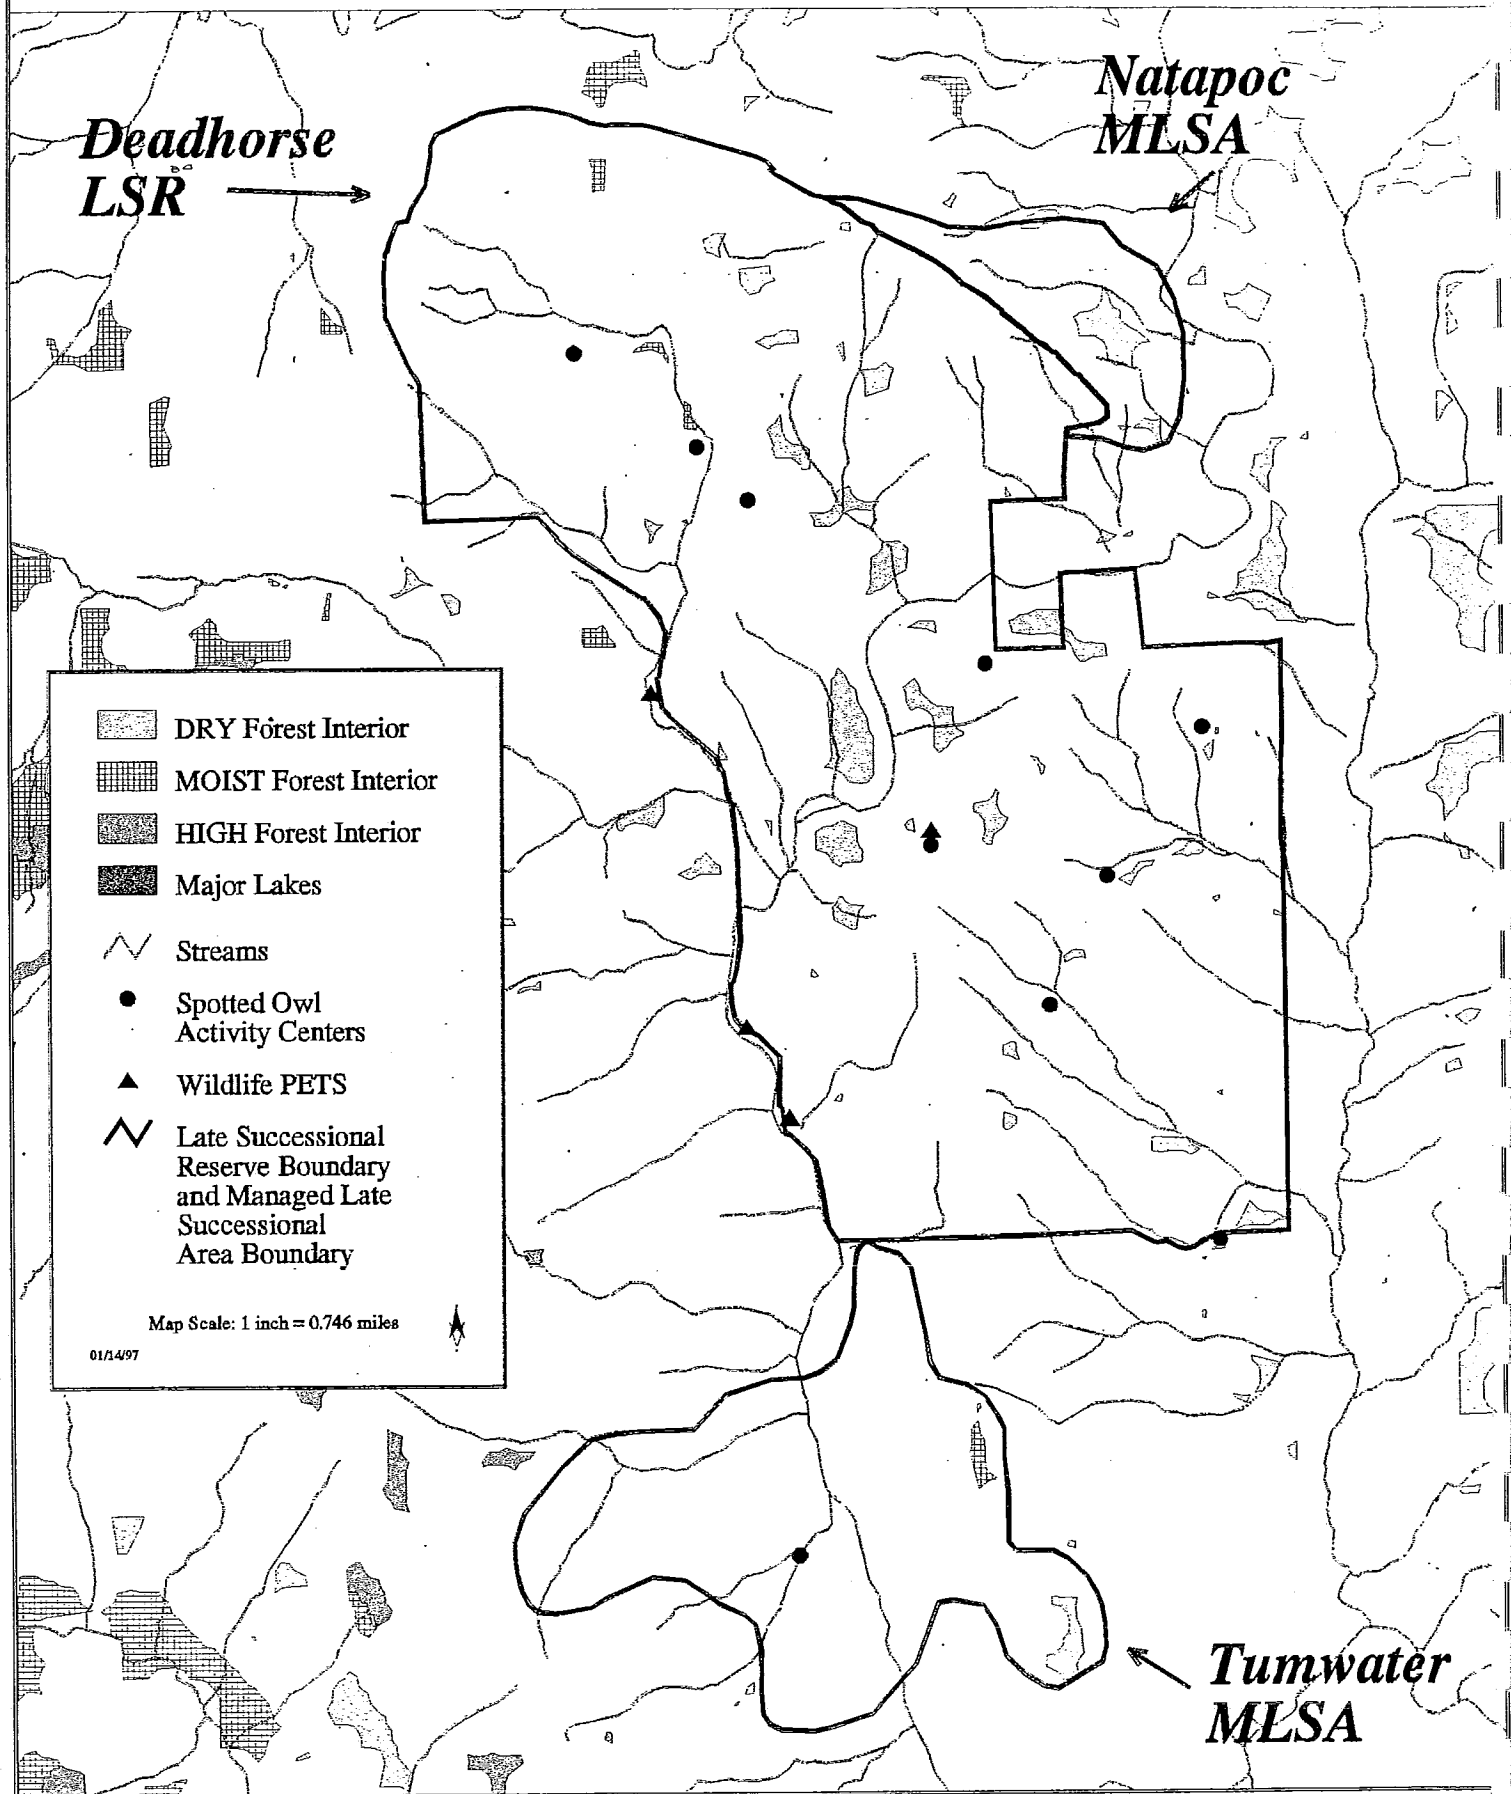 Natapoc
MLSA
Deadhorse
LSR
DRY Forest Interior
MOIST Forest Interior
HIGH Forest Interior
Major Lakes
Streams
Spotted Owl
Activity Centers
Wildlife PETS
Late Successional
Reserve Boundary
and Managed Late
Successional
Area Boundary
Map Scale: 1 inch = 0.746 miles
01/14/97
Tumwater
MLSA